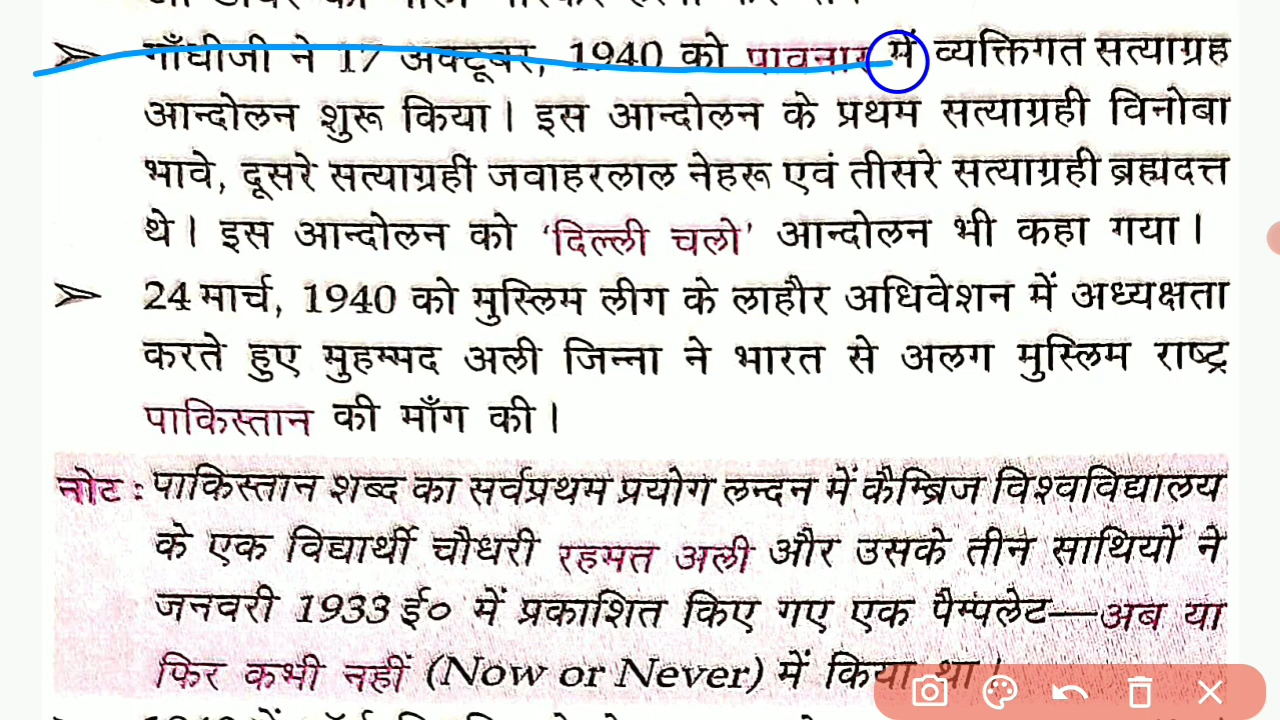 गाँधीजी ने 17 अक्टूबर, 1940 को पावनार में व्यक्तिगत सत्याग्रह
आन्दोलन शुरू किया। इस आन्दोलन के प्रथम सत्याग्रही विनोबा
भावे, दूसरे सत्याग्रही जवाहरलाल नेहरू एवं तीसरे सत्याग्रही ब्रह्मदत्त
थे। इस आन्दोलन को 'दिल्ली चलो' आन्दोलन भी कहा गया।
24 मार्च, 1940 को मुस्लिम लीग के लाहौर अधिवेशन में अध्यक्षता
करते हुए मुहम्मद अली जिन्ना ने भारत से अलग मुस्लिम राष्ट्र
पाकिस्तान की माँग की।
नोट : पाकिस्तान शब्द का सर्वप्रथम प्रयोग लन्दन में कैम्ब्रिज विश्वविद्यालय
के एक विद्यार्थी चौधरी रहमत अली और उसके तीन साथियों ने
जनवरी 1933 ई० में प्रकाशित किए गए एक पैम्पलेट—अब या
फिर कभी नहीं (Now or Never) में किया था।